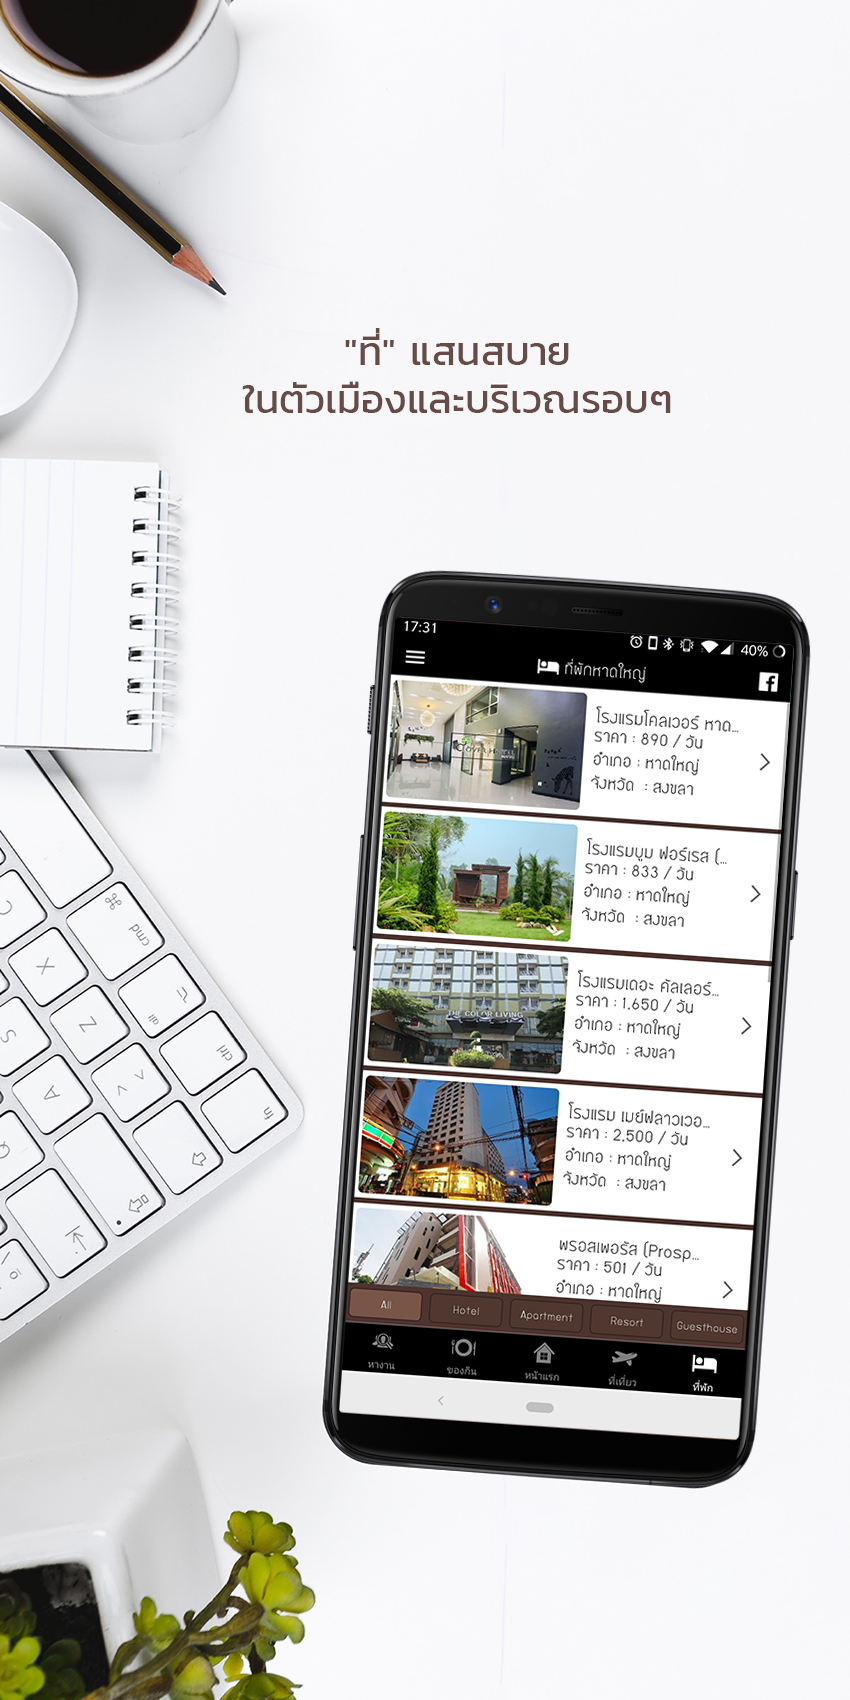 "ที่" แสนสบาย
ในตัวเมืองและบริเวณรอบๆ
17:31
40%
ที่พักหาดใหญ่
โรงแรมโคลเวอร์ หาด...
ราคา : 890 / วัน
อำเภอ : หาดใหญ่
จังหวัด : สงขลา
โรงแรมบูม ฟอร์เรส (...
ราคา : 833 / วัน
อำเภอ : หาดใหญ่
จังหวัด : สงขลา
THE COLOR LIVING
โรงแรมเดอะ คัลเลอร์...
ราคา : 1,650 / วัน
อำเภอ : หาดใหญ่
จังหวัด : สงขลา
โรงแรม เมย์ฟลาวเวอ...
ราคา : 2,500 / วัน
อำเภอ : หาดใหญ่
จังหวัด : สงขลา
พรอสเพอรัส (Prosp...
ราคา : 501 / วัน
อำเภอ : หาดใหญ่
All
Hotel
Apartment
Resort
Guesthouse
หางาน
ของกิน
หน้าแรก
ที่เที่ยว
ที่พัก
cmd
X
Z
S
A